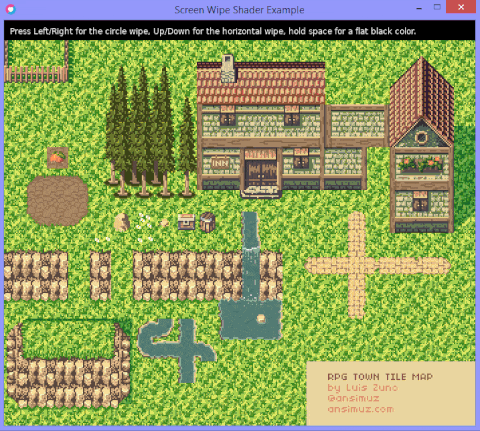 Screen Wipe Shader Example
Press Left/Right for the circle wipe, Up/Down for the horizontal wipe, hold space for a flat black color.
INN
RPG TOWN TILE MAP
by Luis Zuno
@ansimuz
ansimuz.com